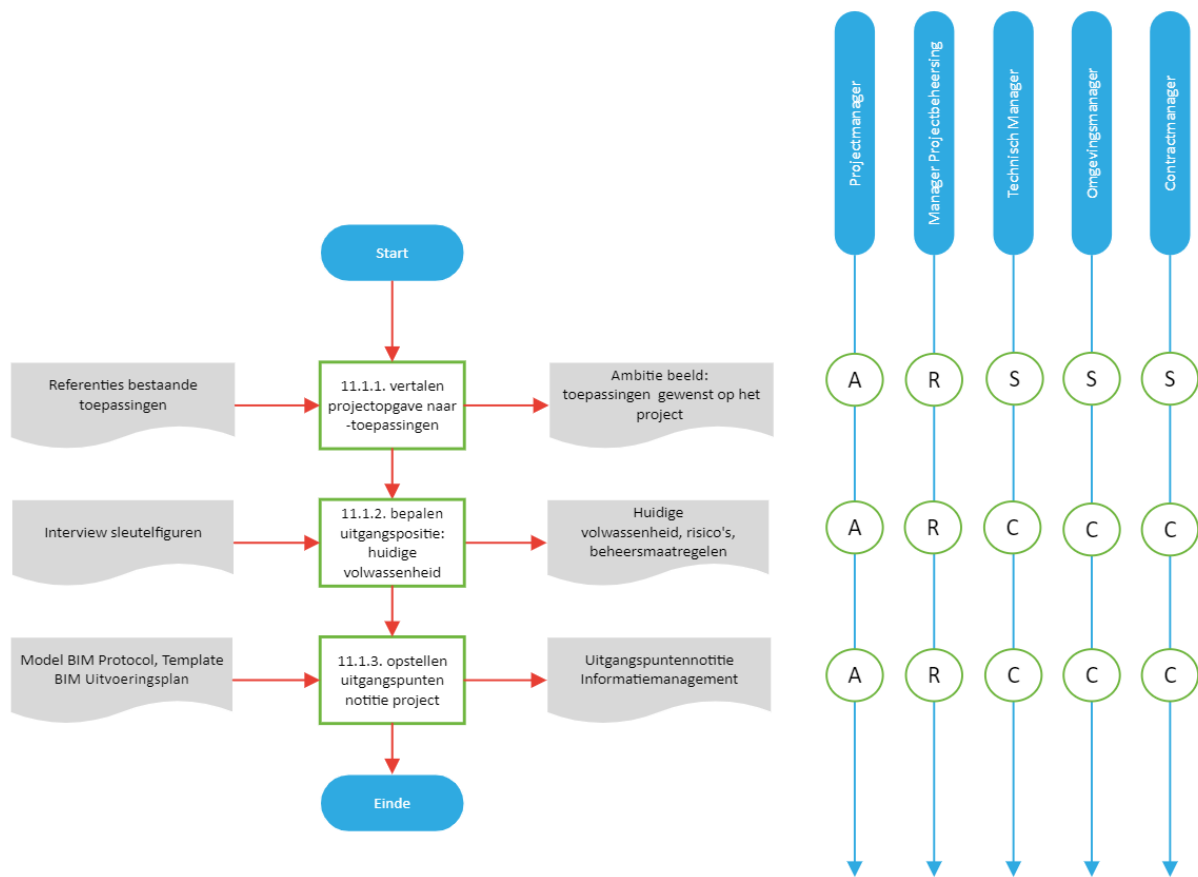 Projectmanager
Manager Projectbeheersing
Technisch Manager
Omgevingsmanager
Contractmanager
Start
Referenties bestaande
toepassingen
11.1.1. vertalen
projectopgave naar
-toepassingen
Ambitie beeld:
toepassingen gewenst op het
project
A
R
S
S
S
Interview sleutelfiguren
11.1.2. bepalen
uitgangspositie:
huidige
volwassenheid
Huidige
volwassenheid, risico's,
beheersmaatregelen
A
R
C
C
C
Model BIM Protocol, Template
BIM Uitvoeringsplan
11.1.3. opstellen
uitgangspunten
notitie project
Uitgangspuntennotitie
Informatiemanagement
A
R
C
C
C
Einde